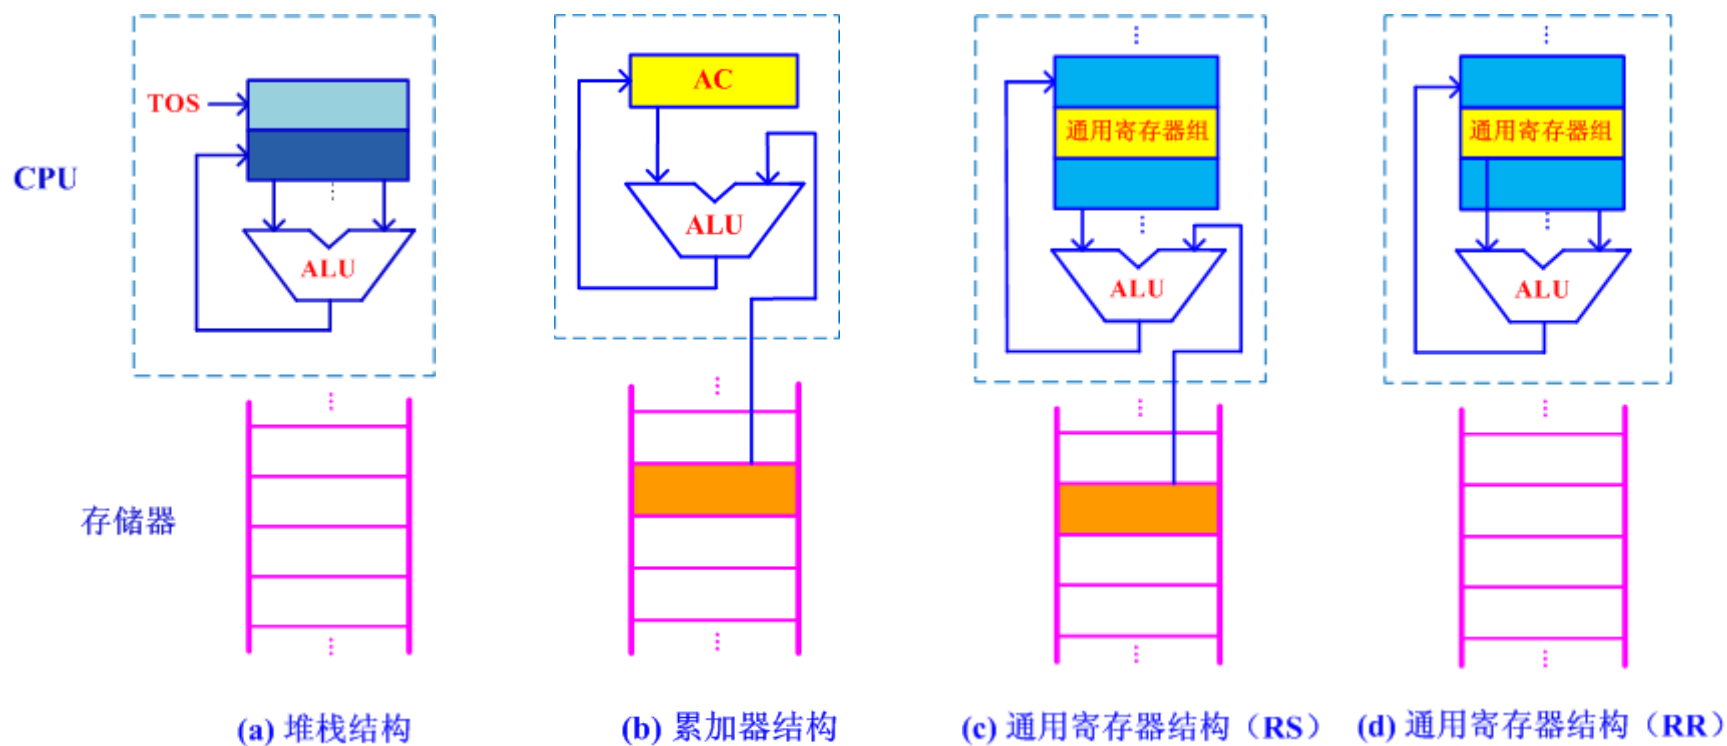 CPU
存储器
TOS
ALU
(a) 堆栈结构
AC
ALU
(b) 累加器结构
通用寄存器组
ALU
(c) 通用寄存器结构（RS）
通用寄存器组
ALU
(d) 通用寄存器结构（RR）